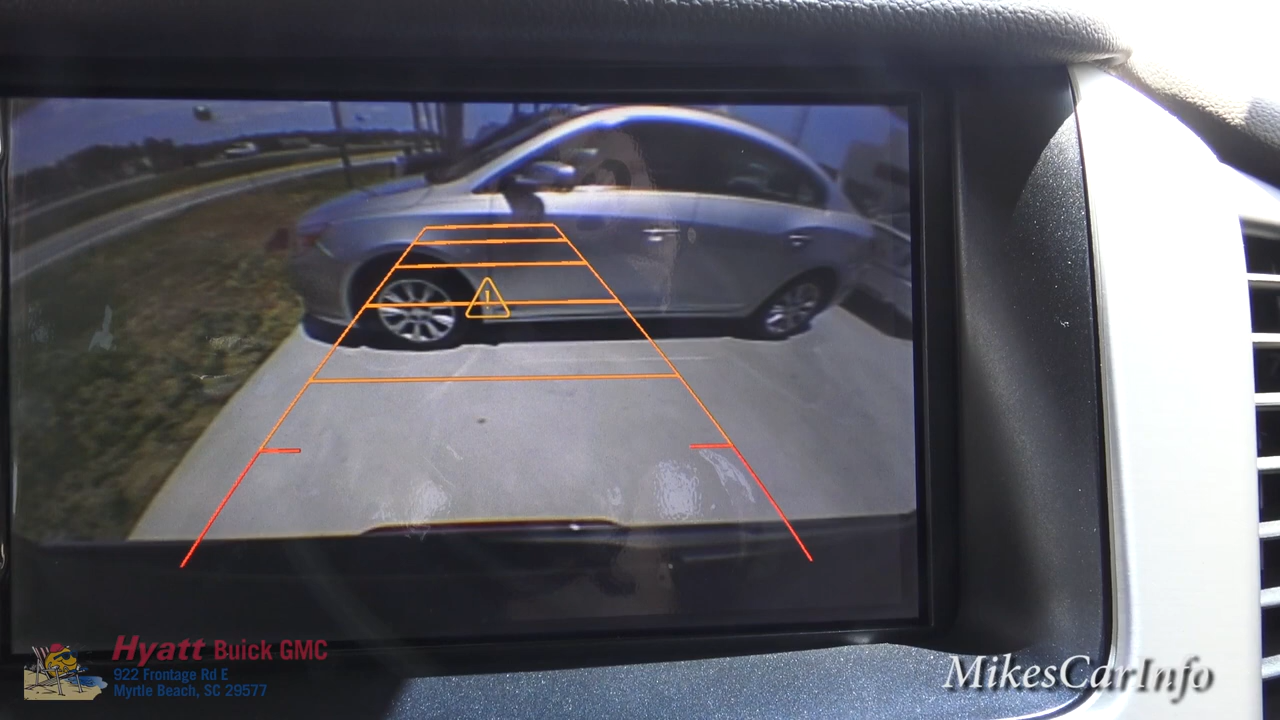 Hyatt Buick GMC
922 Frontage Rd E
Myrtle Beach, SC 29577
MikesCarInfo